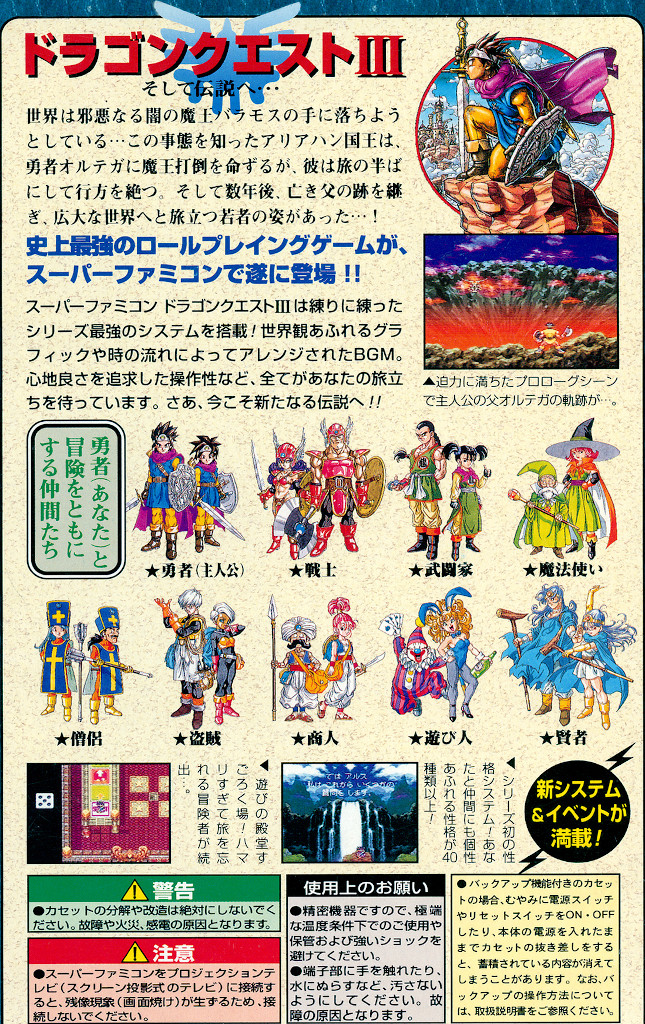 ドラゴンクエストIII
そして伝説へ…
世界は邪悪なる闇の魔王バラモスの手に落ちよう
としている…この事態を知ったアリアハン国王は、
勇者オルテガに魔王打倒を命ずるが、彼は旅の半ば
にして行方を絶つ。そして数年後、亡き父の跡を継
ぎ、広大な世界へと旅立つ若者の姿があった…！
史上最強のロールプレイングゲームが、
スーパーファミコンで遂に登場!!
スーパーファミコン ドラゴンクエストIIIは練りに練った
シリーズ最強のシステムを搭載！世界観あふれるグラ
フィックや時の流れによってアレンジされたBGM。
心地良さを追求した操作性など、全てがあなたの旅立
ちを待っています。さあ、今こそ新たなる伝説へ!!
▲迫力に満ちたプロローグシーン
で主人公の父オルテガの軌跡が…。
勇者（あなた）と
冒険をともに
する仲間たち
★勇者（主人公）
★戦士
★武闘家
★魔法使い
★僧侶
★盗賊
★商人
★遊び人
★賢者
▲遊びの殿堂す
ごろく場！ハマ
リすぎて旅を忘
れる冒険者が続
出…。
では アルス
私は これから いくつかの
質問を します
▲シリーズ初の性
格システム！あな
たと仲間にも個性
あふれる性格が40
種類以上！
新システム
&イベントが
満載！
警告
●カセットの分解や改造は絶対にしないでく
ださい。故障や火災、感電の原因となります。
注意
●スーパーファミコンをプロジェクションテ
レビ（スクリーン投影式のテレビ）に接続す
ると、残像現象（画面焼け）が生ずるため、接
続しないでください。
使用上のお願い
●精密機器ですので、極端
な温度条件下でのご使用や
保管および強いショックを
避けてください。
●端子部に手を触れたり、
水にぬらすなど、汚さない
ようにしてください。故
障の原因となります。
●バックアップ機能付きのカセッ
トの場合、むやみに電源スイッチ
やリセットスイッチをON・OFF
したり、本体の電源を入れたま
までカセットの抜き差しをする
と、蓄積されている内容が消えて
しまうことがあります。なお、バ
ックアップの操作方法について
は、取扱説明書をご参照ください。